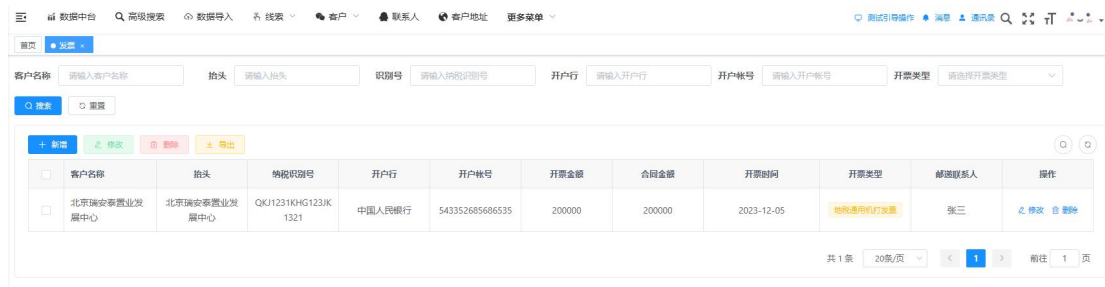 数据中台 高级搜索 数据导入 线索 客户 联系人 客户地址 更多菜单 测试引导操作 消息 通讯录
首页 发票 ×
客户名称 请输入客户名称 抬头 请输入抬头 识别号 请输入纳税识别号 开户行 请输入开户行 开户帐号 请输入开户帐号 开票类型 请选择开票类型
搜索 重置
+ 新增 修改 删除 导出
客户名称 抬头 纳税识别号 开户行 开户帐号 开票金额 合同金额 开票时间 开票类型 邮递联系人 操作
北京瑞安泰置业发展中心 北京瑞安泰置业发展中心 QKJ1231KHG123JK1321 中国人民银行 543352685686535 200000 200000 2023-12-05 地税通用机打发票 张三 修改 删除
共 1 条 20条/页 < 1 > 前往 1 页